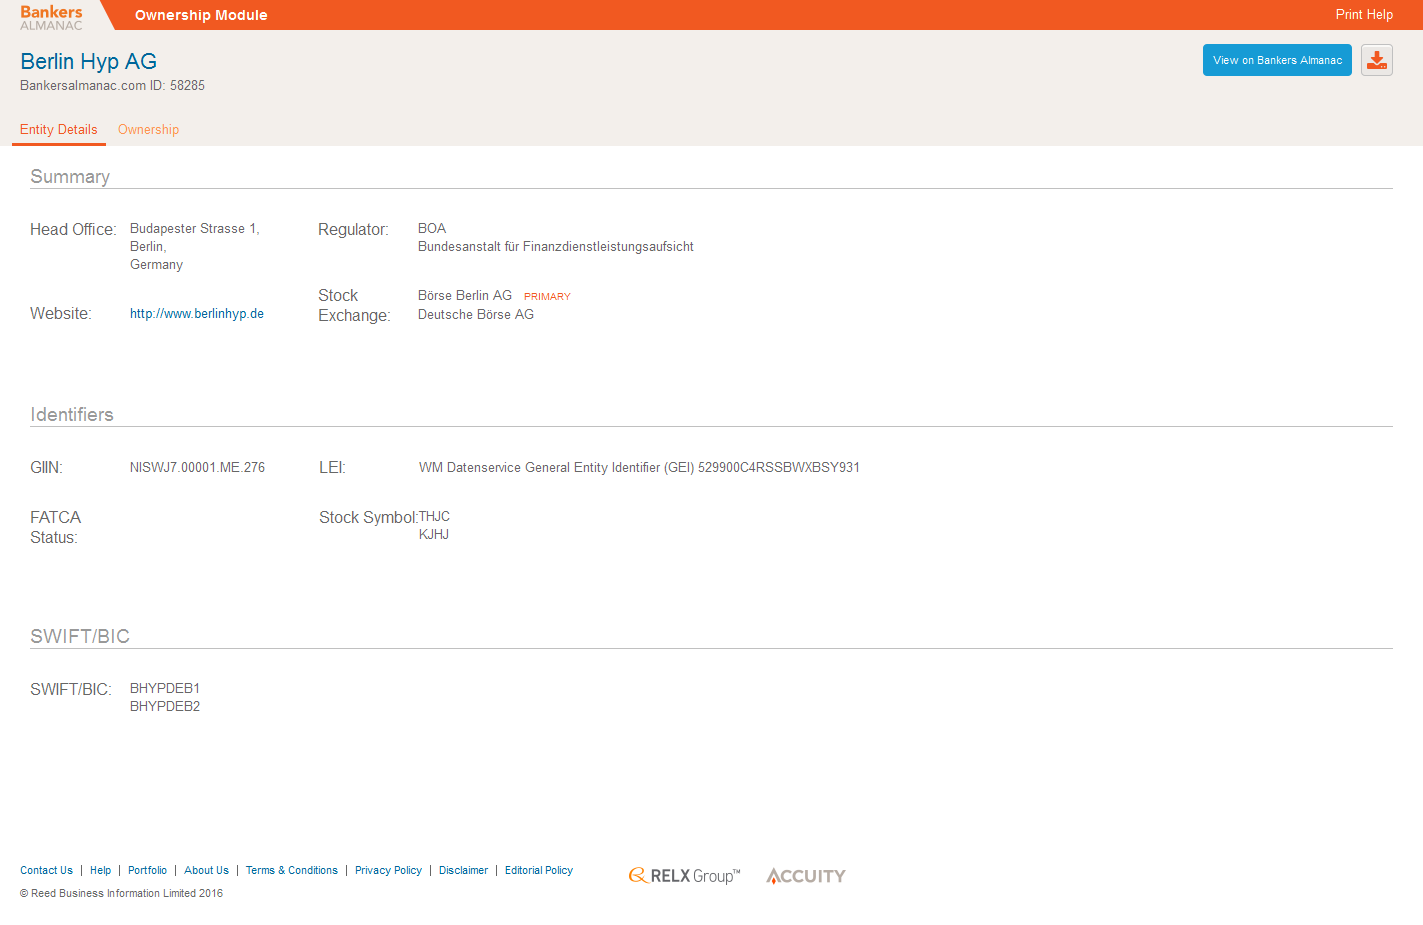 Bankers
ALMANAC
Ownership Module
Print Help
Berlin Hyp AG
Bankersalmanac.com ID: 58285
View on Bankers Almanac
Entity Details
Ownership
Summary
Head Office:
Budapester Strasse 1,
Berlin,
Germany
Regulator:
BOA
Bundesanstalt für Finanzdienstleistungsaufsicht
Website:
http://www.berlinhyp.de
Stock
Exchange:
Börse Berlin AG PRIMARY
Deutsche Börse AG
Identifiers
GIIN:
NISWJ7.00001.ME.276
LEI:
WM Datenservice General Entity Identifier (GEI) 529900C4RSSBWXBSY931
FATCA
Status:
Stock Symbol:
THJC
KJHJ
SWIFT/BIC
SWIFT/BIC:
BHYPDEB1
BHYPDEB2
Contact Us | Help | Portfolio | About Us | Terms & Conditions | Privacy Policy | Disclaimer | Editorial Policy
© Reed Business Information Limited 2016
RELX Group™
ACCUITY